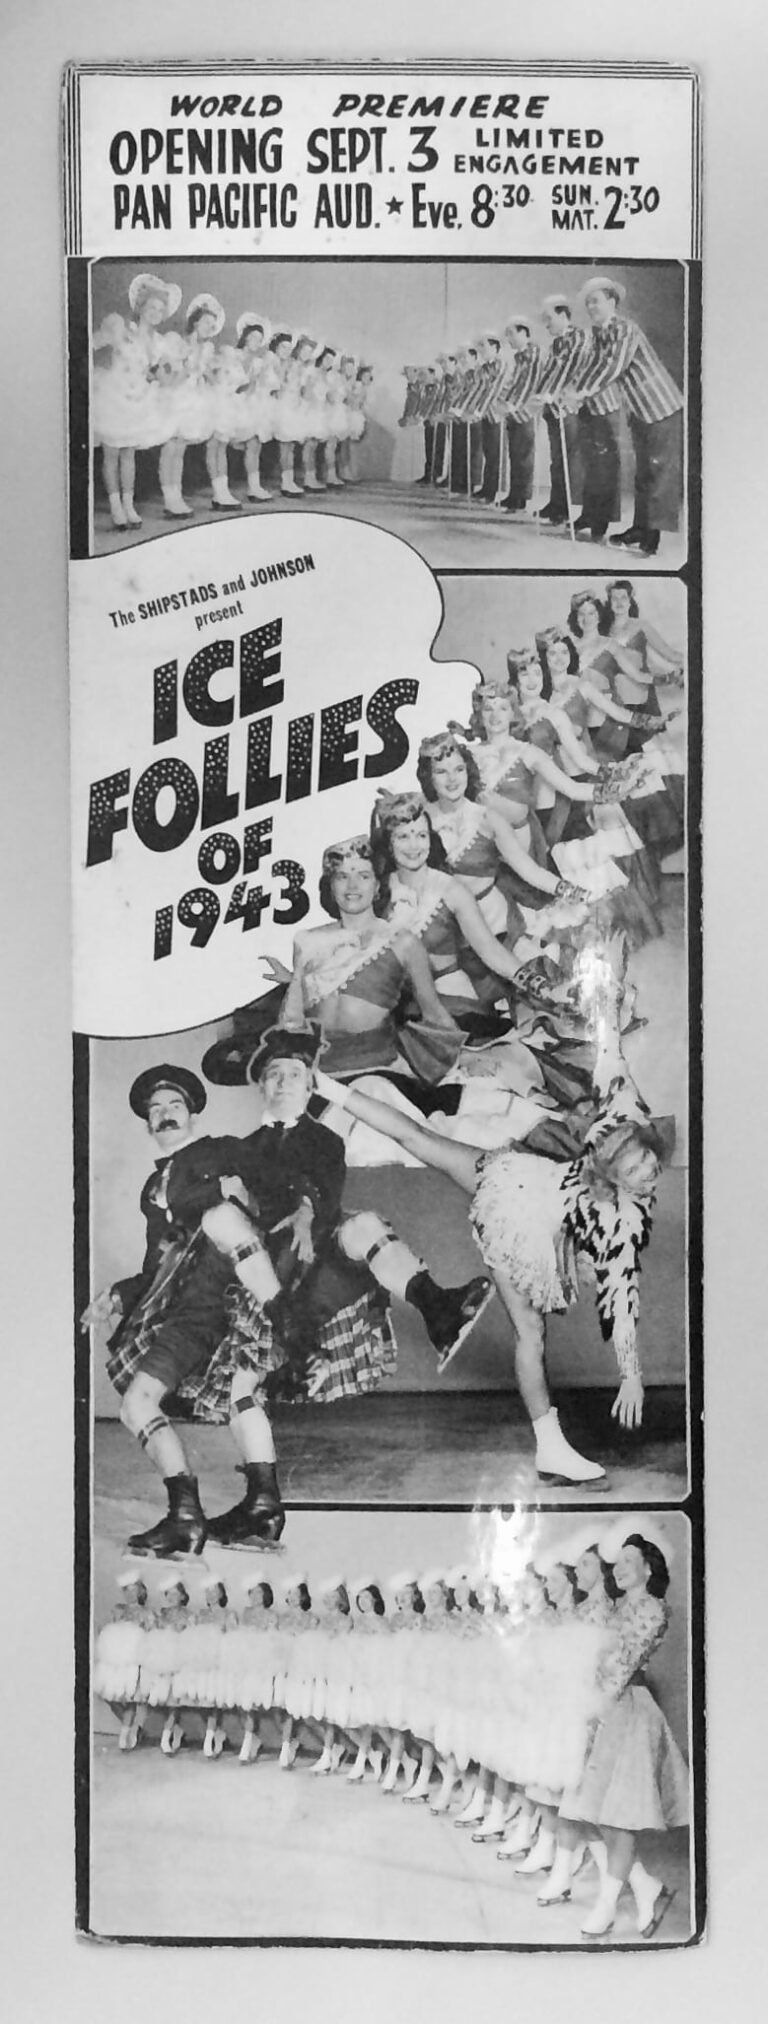 WORLD PREMIERE
OPENING SEPT. 3 LIMITED ENGAGEMENT
PAN PACIFIC AUD. ★ Eve. 8:30 SUN. MAT. 2:30
The SHIPSTADS and JOHNSON
present
ICE
FOLLIES
OF
1943